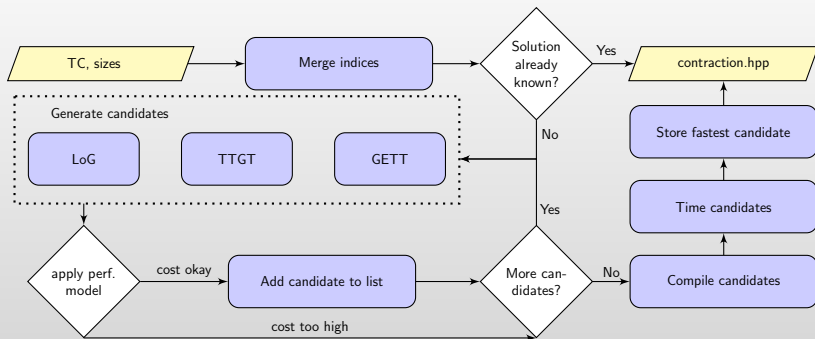 TC, sizes
Merge indices
Solution
already
known?
Yes
contraction.hpp
Generate candidates
LoG
TTGT
GETT
No
Store fastest candidate
Time candidates
Yes
apply perf.
model
cost okay
Add candidate to list
More can-
didates?
No
Compile candidates
cost too high